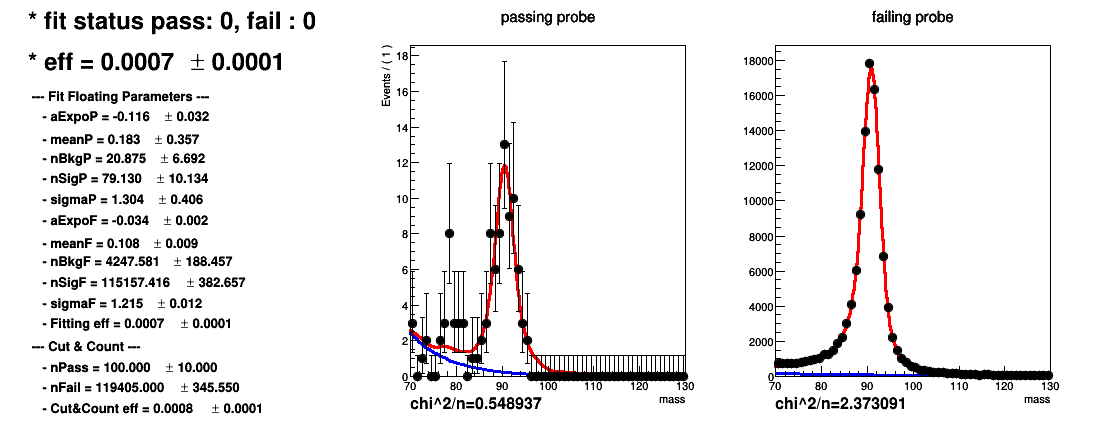 * fit status pass: 0, fail : 0
* eff = 0.0007 ± 0.0001
--- Fit Floating Parameters ---
- aExpoP = -0.116 ± 0.032
- meanP = 0.183 ± 0.357
- nBkgP = 20.875 ± 6.692
- nSigP = 79.130 ± 10.134
- sigmaP = 1.304 ± 0.406
- aExpoF = -0.034 ± 0.002
- meanF = 0.108 ± 0.009
- nBkgF = 4247.581 ± 188.457
- nSigF = 115157.416 ± 382.657
- sigmaF = 1.215 ± 0.012
- Fitting eff = 0.0007 ± 0.0001
--- Cut & Count ---
- nPass = 100.000 ± 10.000
- nFail = 119405.000 ± 345.550
- Cut&Count eff = 0.0008 ± 0.0001
passing probe
Events / ( 1 )
18
16
14
12
10
8
6
4
2
0
70 80 90 100 110 120 130
mass
chi^2/n=0.548937
failing probe
18000
16000
14000
12000
10000
8000
6000
4000
2000
0
70 80 90 100 110 120 130
mass
chi^2/n=2.373091